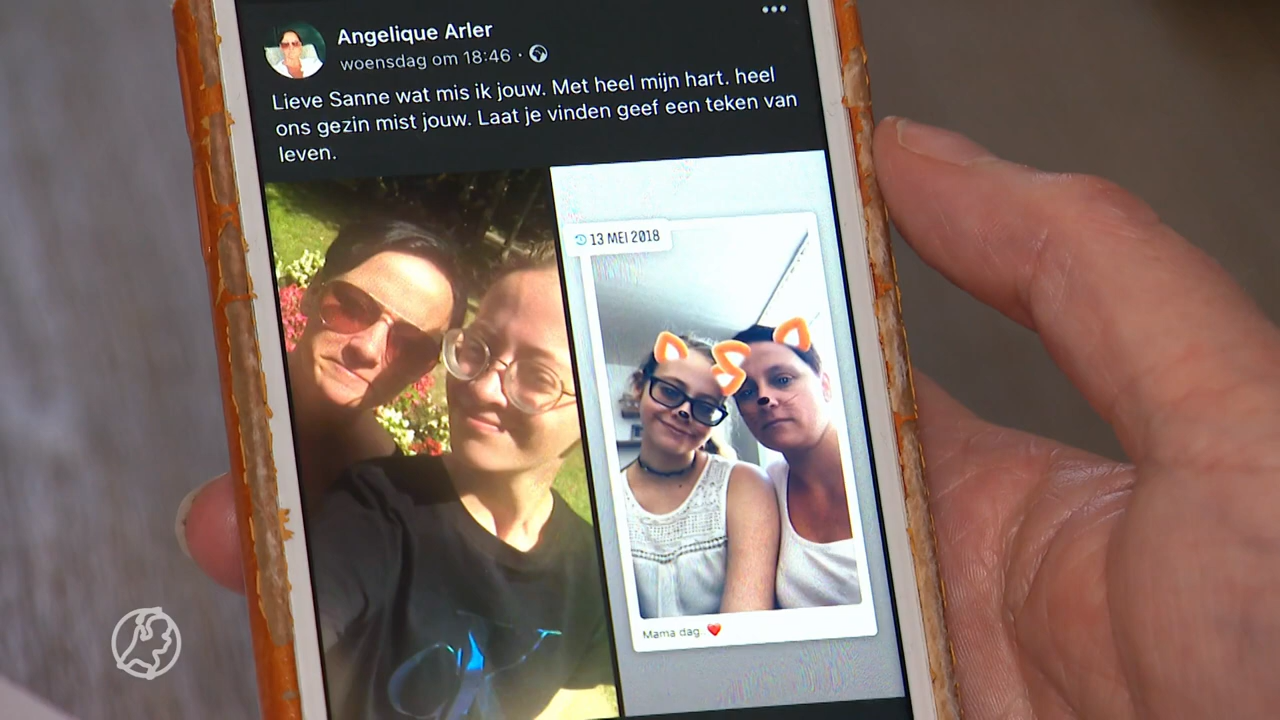 Angelique Arler
woensdag om 18:46 ·
Lieve Sanne wat mis ik jouw. Met heel mijn hart. heel
ons gezin mist jouw. Laat je vinden geef een teken van
leven.
13 MEI 2018
Mama dag